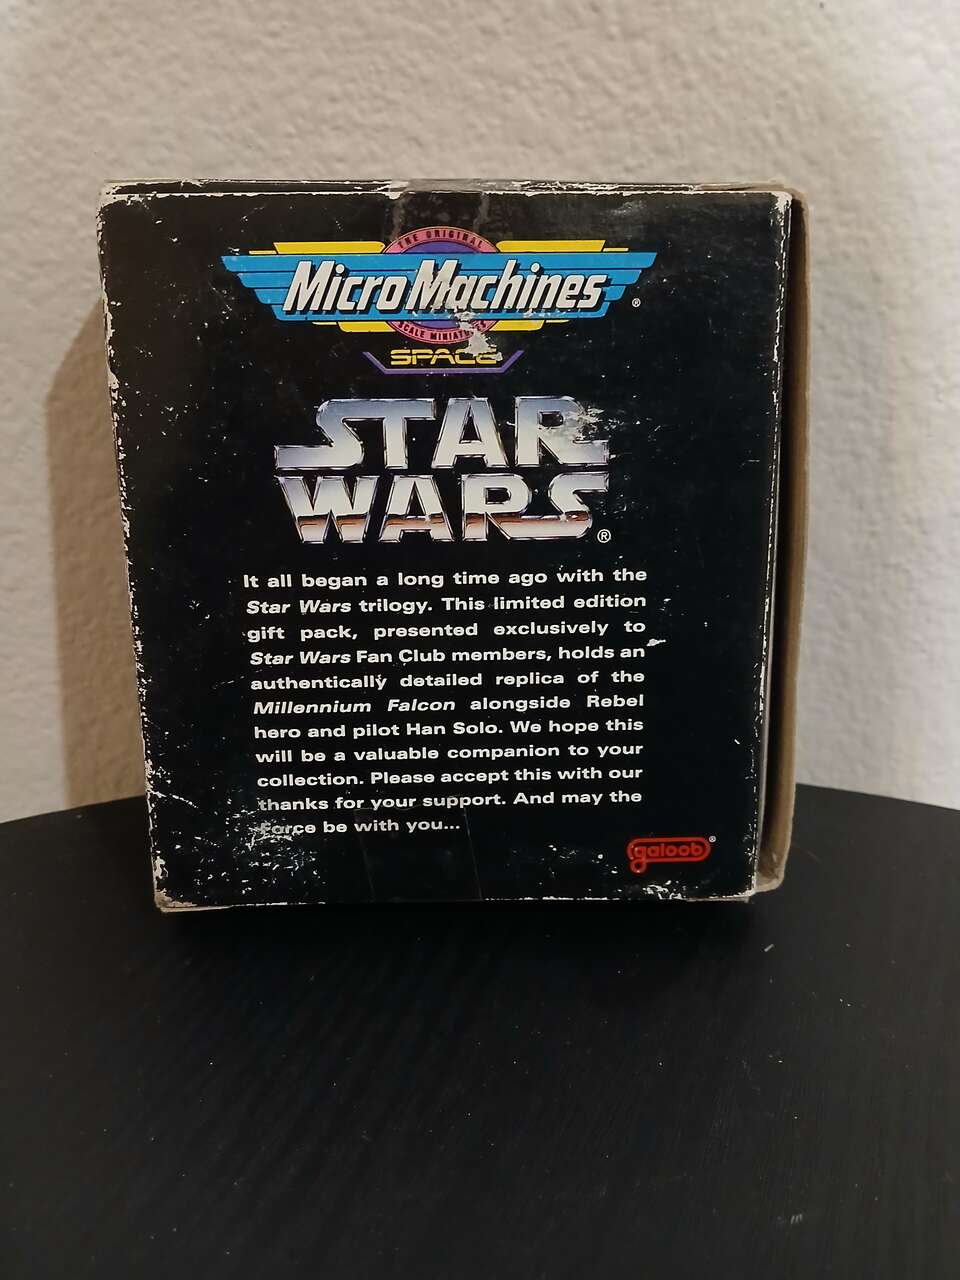 THE ORIGINAL
Micro Machines ®
SCALE MINIATURES
SPACE
STAR
WARS ®
It all began a long time ago with the
Star Wars trilogy. This limited edition
gift pack, presented exclusively to
Star Wars Fan Club members, holds an
authentically detailed replica of the
Millennium Falcon alongside Rebel
hero and pilot Han Solo. We hope this
will be a valuable companion to your
collection. Please accept this with our
thanks for your support. And may the
Force be with you...
galoob ®